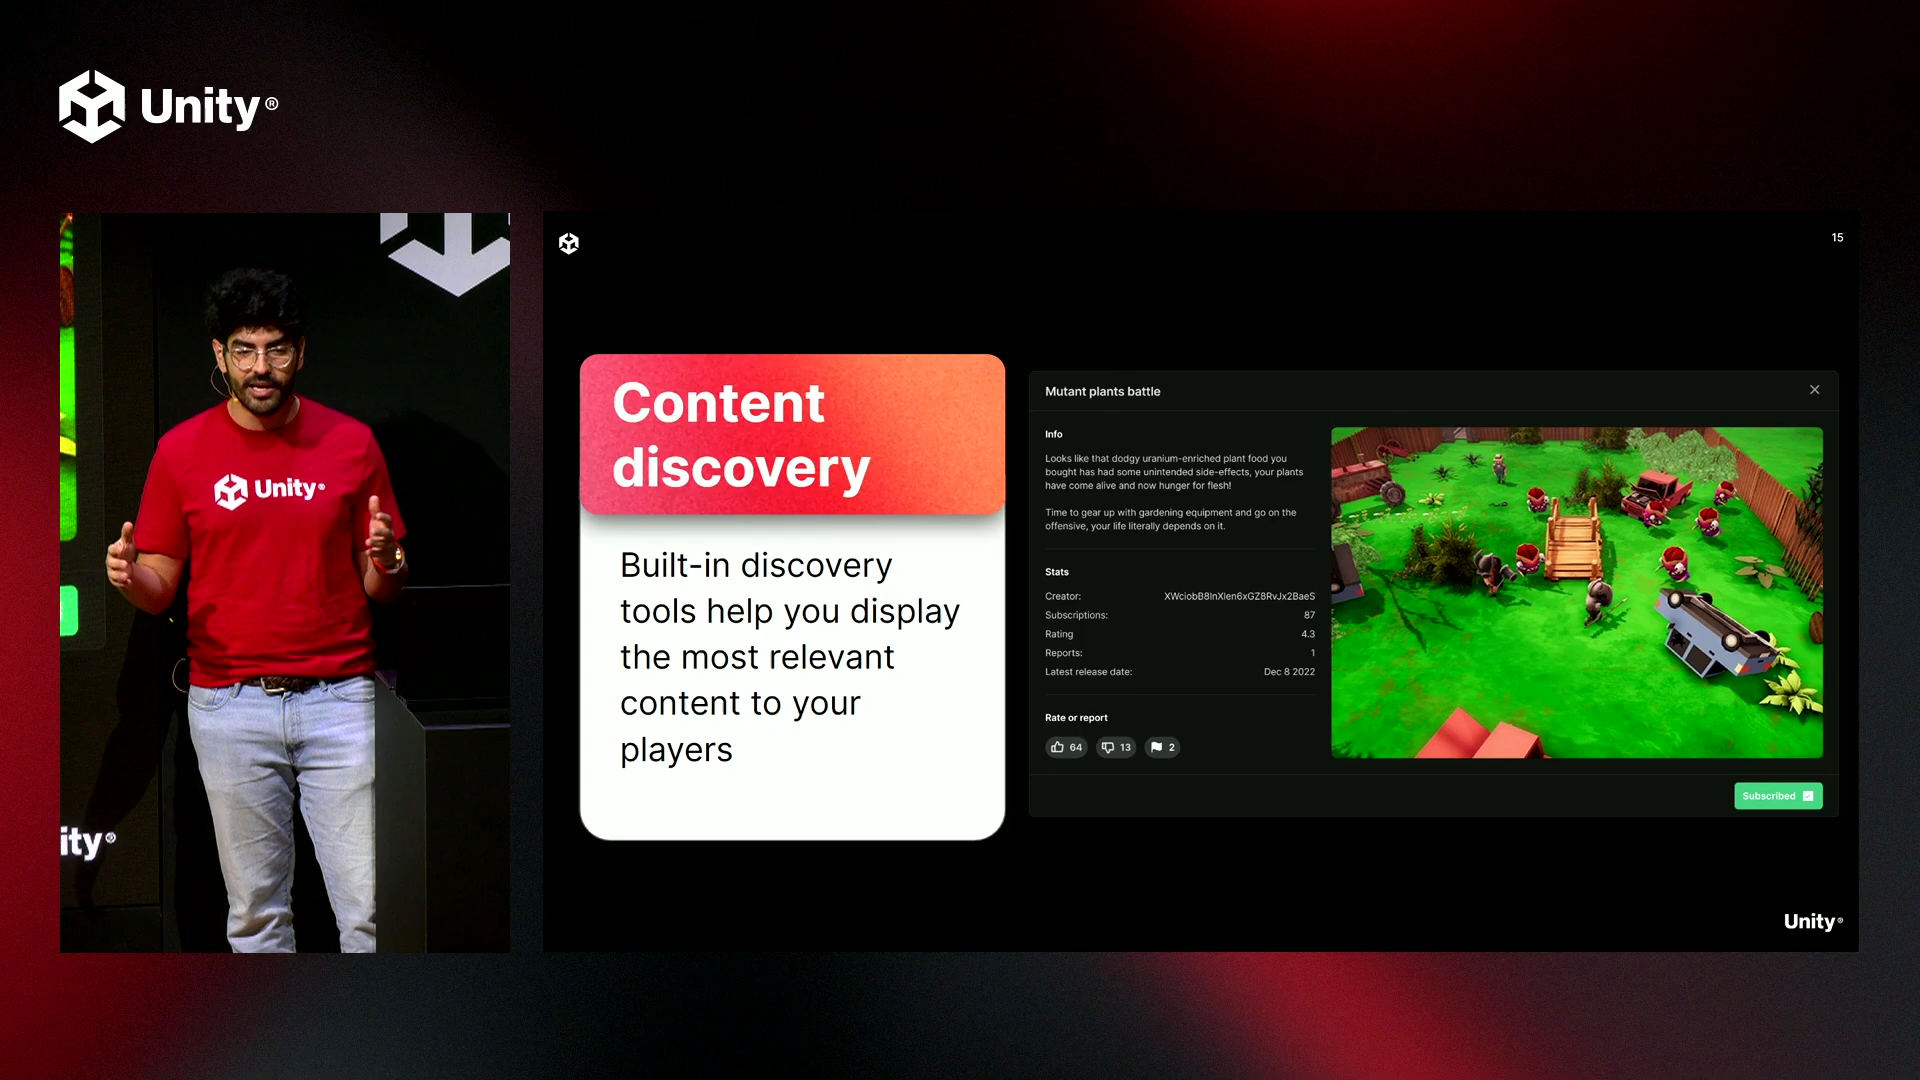 Unity®
Unity®
ity®
15
Content
discovery
Built-in discovery
tools help you display
the most relevant
content to your
players
Mutant plants battle
Info
Looks like that dodgy uranium-enriched plant food you
bought has had some unintended side-effects, your plants
have come alive and now hunger for flesh!
Time to gear up with gardening equipment and go on the
offensive, your life literally depends on it.
Stats
Creator: XWciobB8InXlen6xGZ8RvJx2BaeS
Subscriptions: 87
Rating 4.3
Reports: 1
Latest release date: Dec 8 2022
Rate or report
64 13 2
Subscribed
Unity®